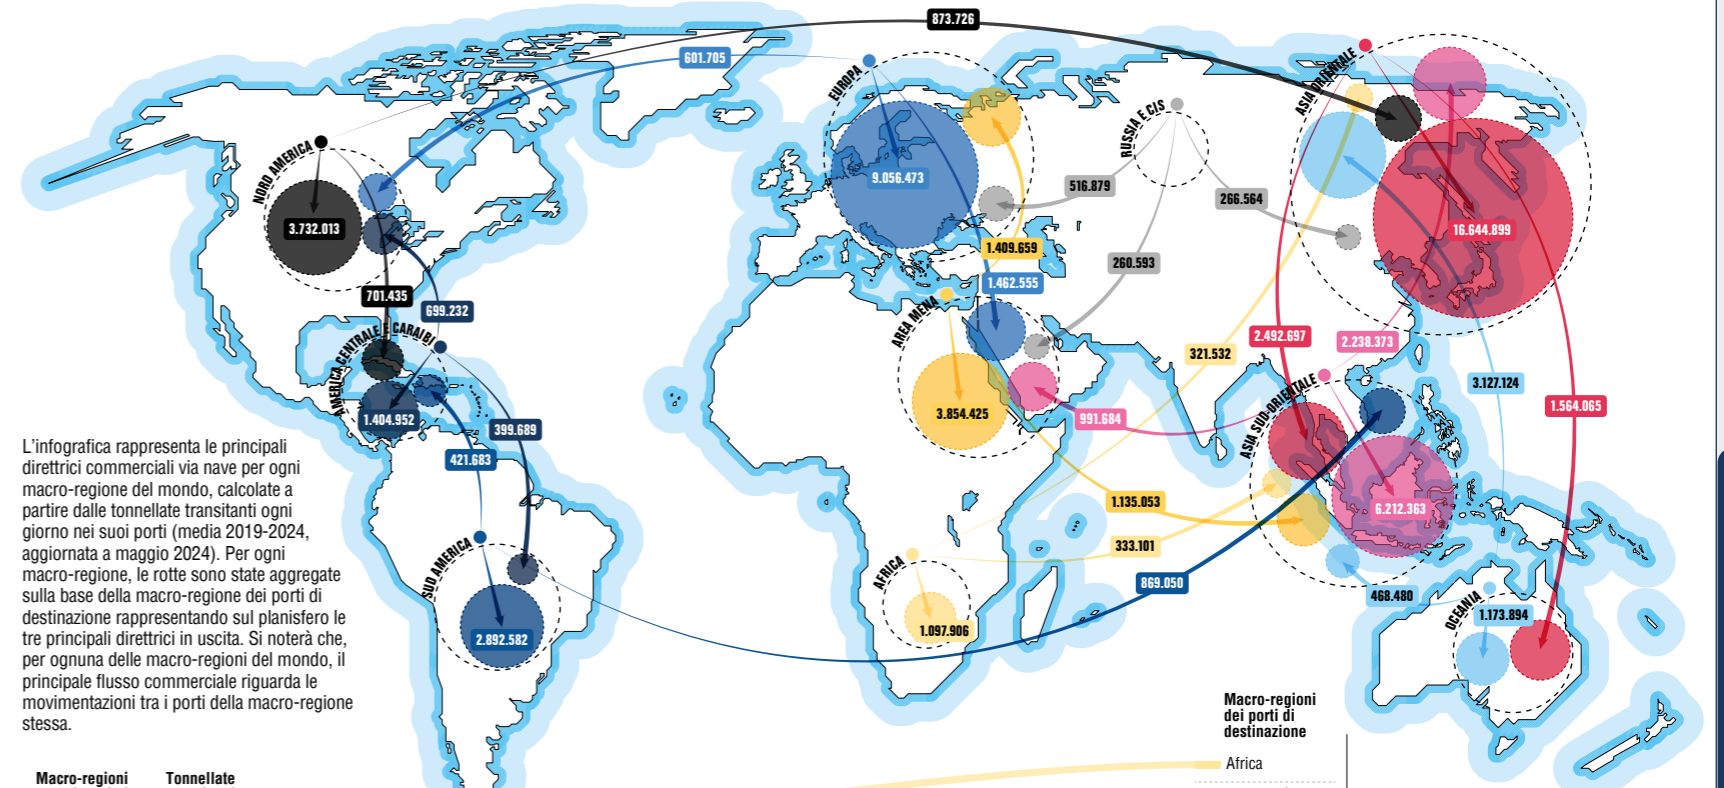 873.726
601.705
EUROPA
ASIA ORIENTALE
RUSSIA E CIS
NORD AMERICA
9.056.473
516.879
266.564
3.732.013
16.644.899
1.409.659
260.593
1.462.555
701.435
699.232
AREA MENA
AMERICA CENTRALE E CARAIBI
2.492.697
2.238.373
321.532
3.127.124
1.564.065
ASIA SUD-ORIENTALE
3.854.425
991.684
1.404.952
399.689
421.683
6.212.363
1.135.053
333.101
869.050
468.480
SUD AMERICA
AFRICA
OCEANIA
1.173.894
1.097.906
2.892.582
L'infografica rappresenta le principali
direttrici commerciali via nave per ogni
macro-regione del mondo, calcolate a
partire dalle tonnellate transitanti ogni
giorno nei suoi porti (media 2019-2024,
aggiornata a maggio 2024). Per ogni
macro-regione, le rotte sono state aggregate
sulla base della macro-regione dei porti di
destinazione rappresentando sul planisfero le
tre principali direttrici in uscita. Si noterà che,
per ognuna delle macro-regioni del mondo, il
principale flusso commerciale riguarda le
movimentazioni tra i porti della macro-regione
stessa.
Macro-regioni
dei porti di
destinazione
Africa
Macro-regioni Tonnellate